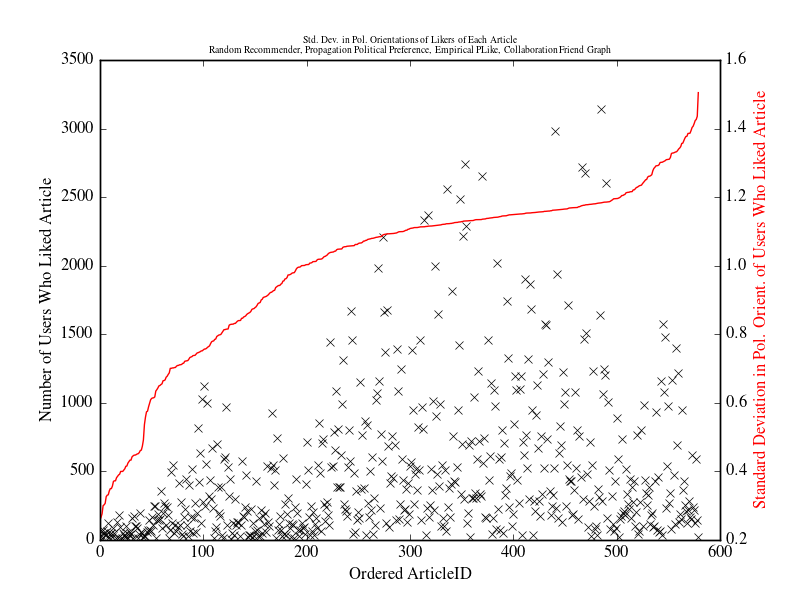 Std. Dev. in Pol. Orientations of Likers of Each Article
Random Recommender, Propagation Political Preference, Empirical PLike, Collaboration Friend Graph
3500
3000
2500
2000
1500
1000
500
0
Number of Users Who Liked Article
1.6
1.4
1.2
1.0
0.8
0.6
0.4
0.2
Standard Deviation in Pol. Orient. of Users Who Liked Article
0 100 200 300 400 500 600
Ordered ArticleID